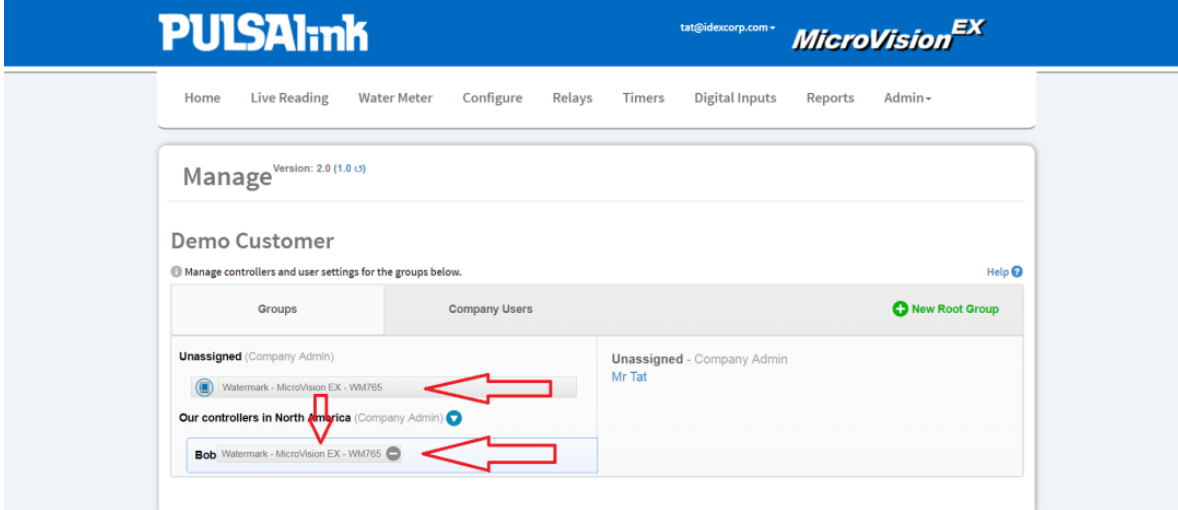 PULSAlink
tat@idexcorp.com
MicroVision EX
Home Live Reading Water Meter Configure Relays Timers Digital Inputs Reports Admin
Manage Version: 2.0 (1.0 ↺)
Demo Customer
Manage controllers and user settings for the groups below.
Help ?
Groups Company Users New Root Group
Unassigned (Company Admin)
Watermark - MicroVision EX - WM765
Our controllers in North America (Company Admin)
Bob Watermark - MicroVision EX - WM765
Unassigned - Company Admin
Mr Tat